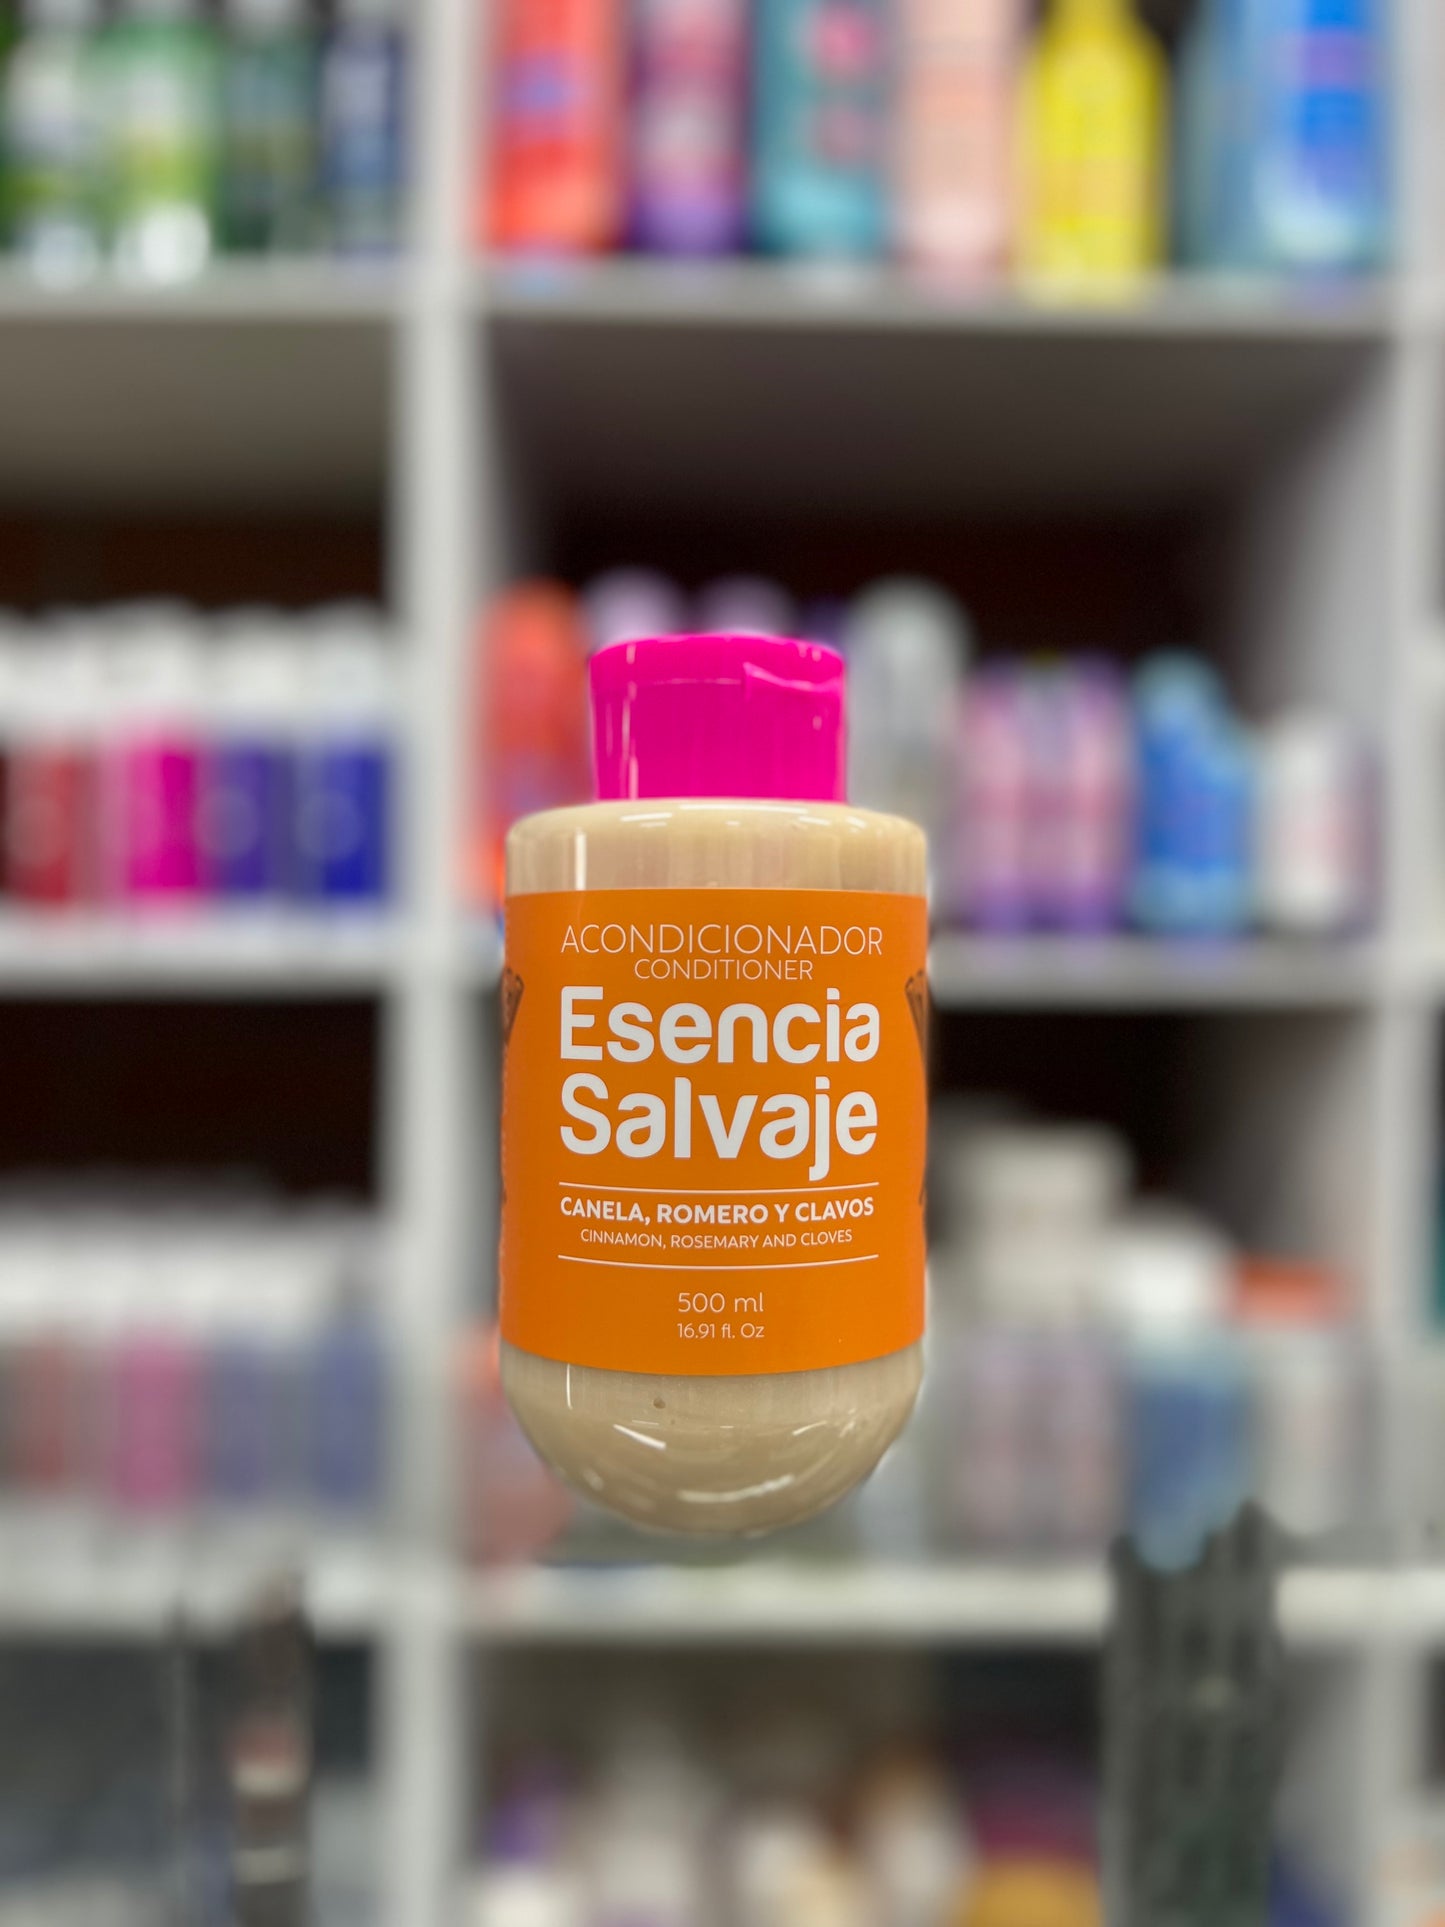 ACONDICIONADOR
CONDITIONER
Esencia
Salvaje
CANELA, ROMERO Y CLAVOS
CINNAMON, ROSEMARY AND CLOVES
500 ml
16.91 fl. Oz